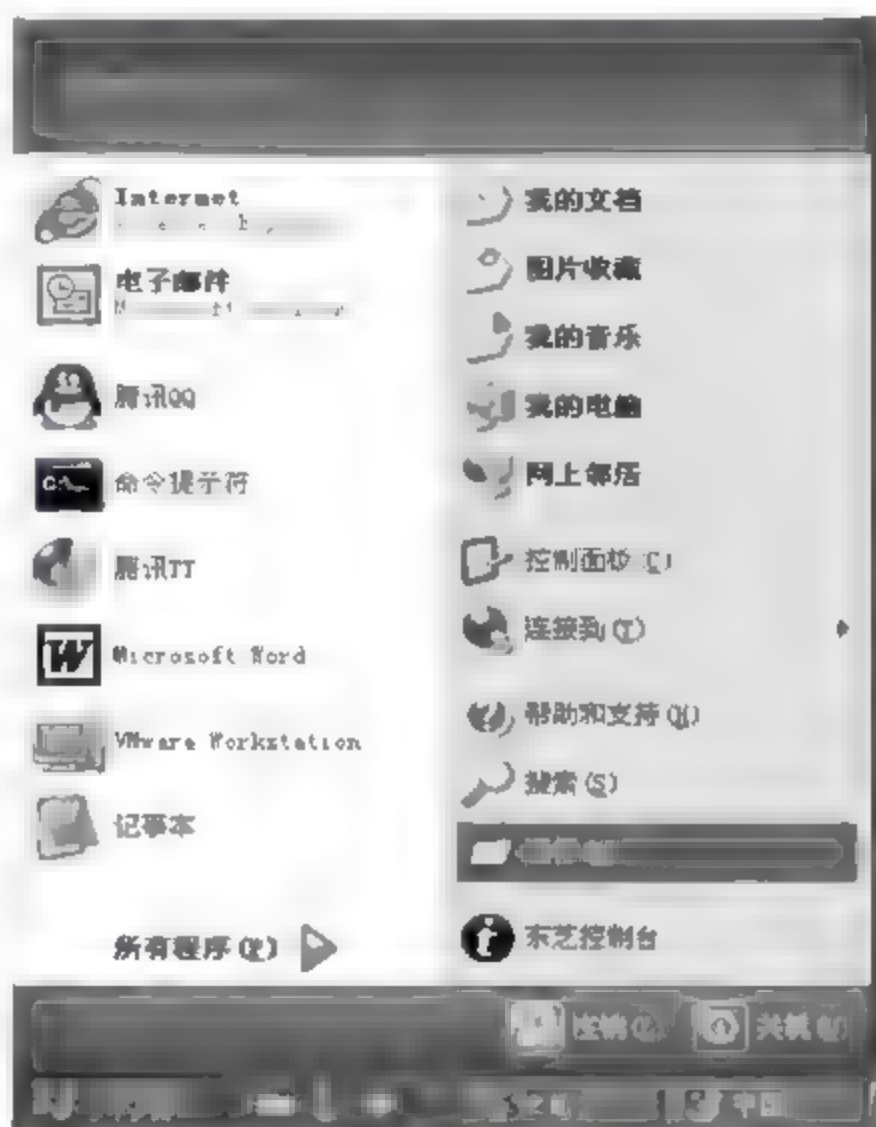 Internet
电子邮件
腾讯QQ
命令提示符
腾讯TT
Microsoft Word
VMware Workstation
记事本
所有程序(P)
我的文档
图片收藏
我的音乐
我的电脑
网上邻居
控制面板(C)
连接到(T)
帮助和支持(H)
搜索(S)
东芝控制台
注销(L)
关机(U)